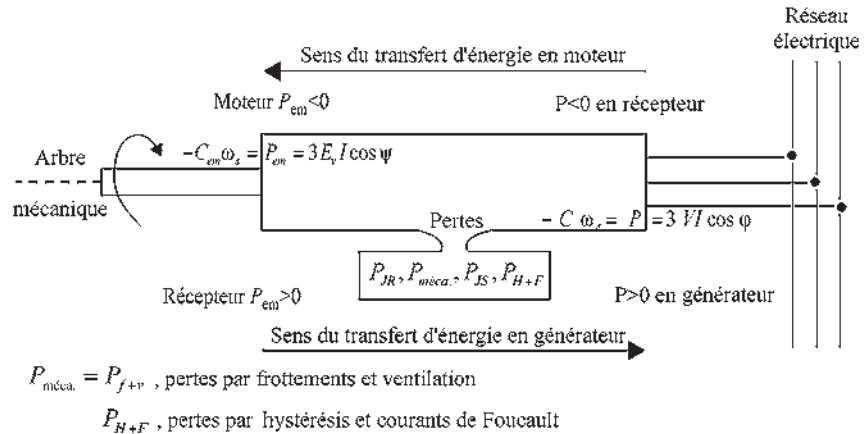 Réseau
électrique
Sens du transfert d'énergie en moteur
Moteur P_em<0
P<0 en récepteur
Arbre
mécanique
−C_em ω_s = P_em = 3E_v I cos ψ
Pertes
− C ω_s = P = 3 VI cos φ
P_JR, P_méca., P_JS, P_H+F
Récepteur P_em>0
P>0 en générateur
Sens du transfert d'énergie en générateur
P_méca. = P_f+v , pertes par frottements et ventilation
P_H+F , pertes par hystérésis et courants de Foucault